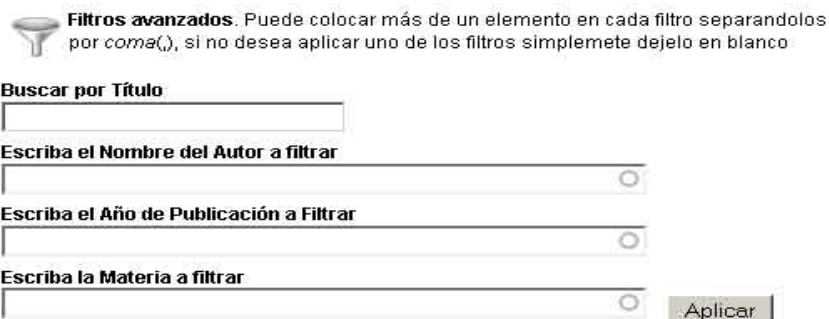 Filtros avanzados. Puede colocar más de un elemento en cada filtro separandolos
por coma(,), si no desea aplicar uno de los filtros simplemete dejelo en blanco
Buscar por Título
Escriba el Nombre del Autor a filtrar
Escriba el Año de Publicación a Filtrar
Escriba la Materia a filtrar
Aplicar